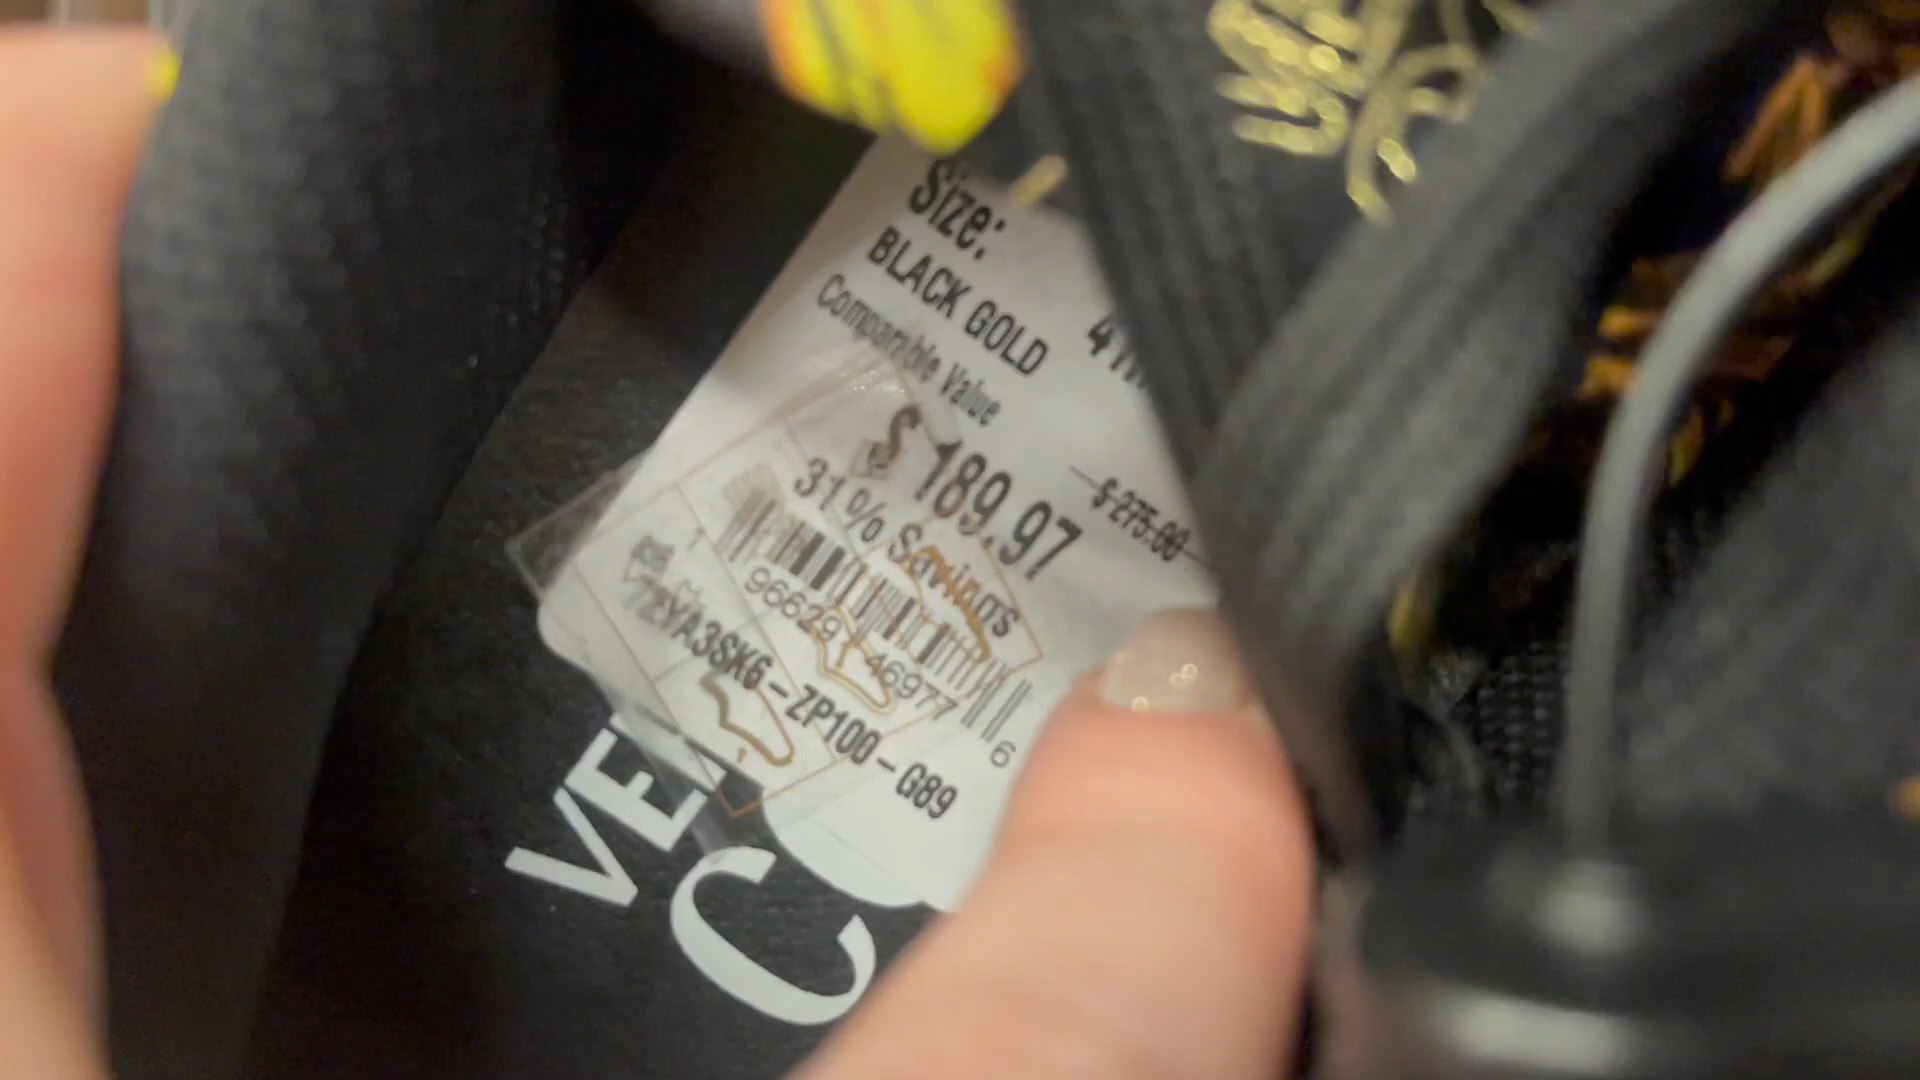 Size:
BLACK GOLD
Comparable Value
$ 189.97
$ 275.00
31% Savings
96629 46977 6
72YA3SK6-ZP100-G89
VE
C